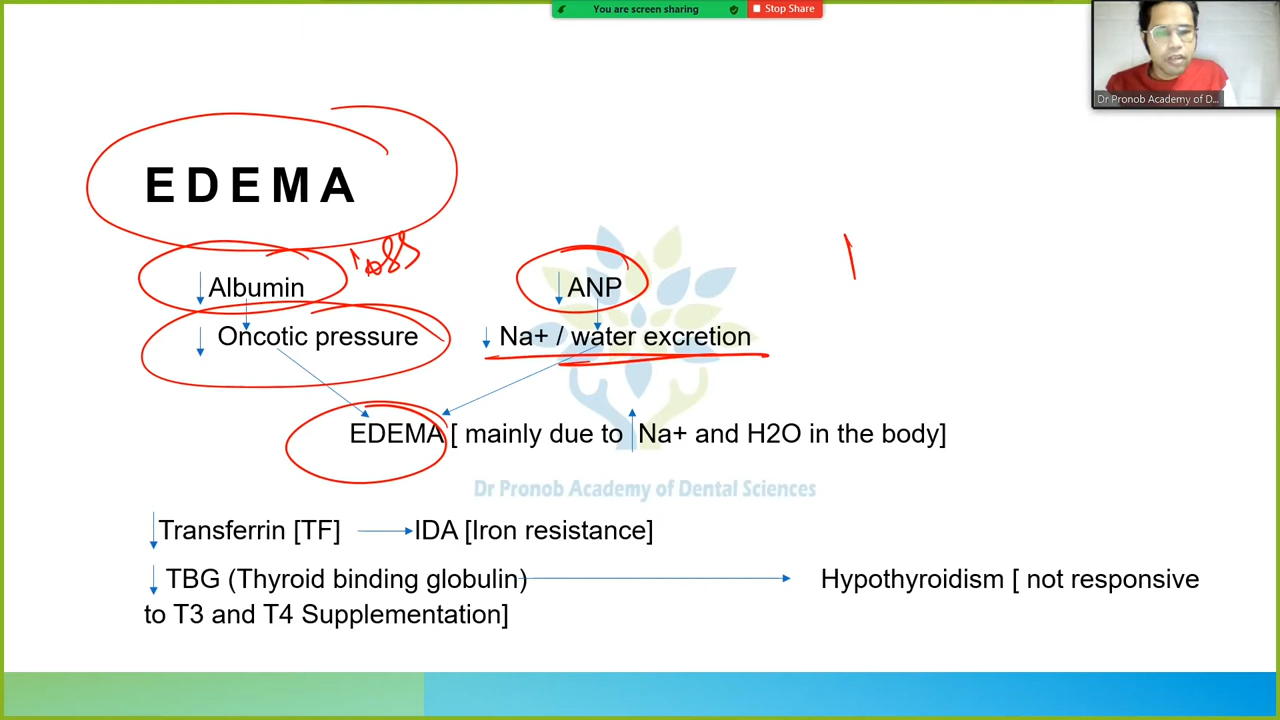 You are screen sharing
Stop Share
Dr Pronob Academy of D...
E D E M A
loss
↓ Albumin
↓ ANP
↓ Oncotic pressure
↓ Na+ / water excretion
EDEMA [ mainly due to ↑ Na+ and H2O in the body]
Dr Pronob Academy of Dental Sciences
↓ Transferrin [TF] → IDA [Iron resistance]
↓ TBG (Thyroid binding globulin) → Hypothyroidism [ not responsive
to T3 and T4 Supplementation]